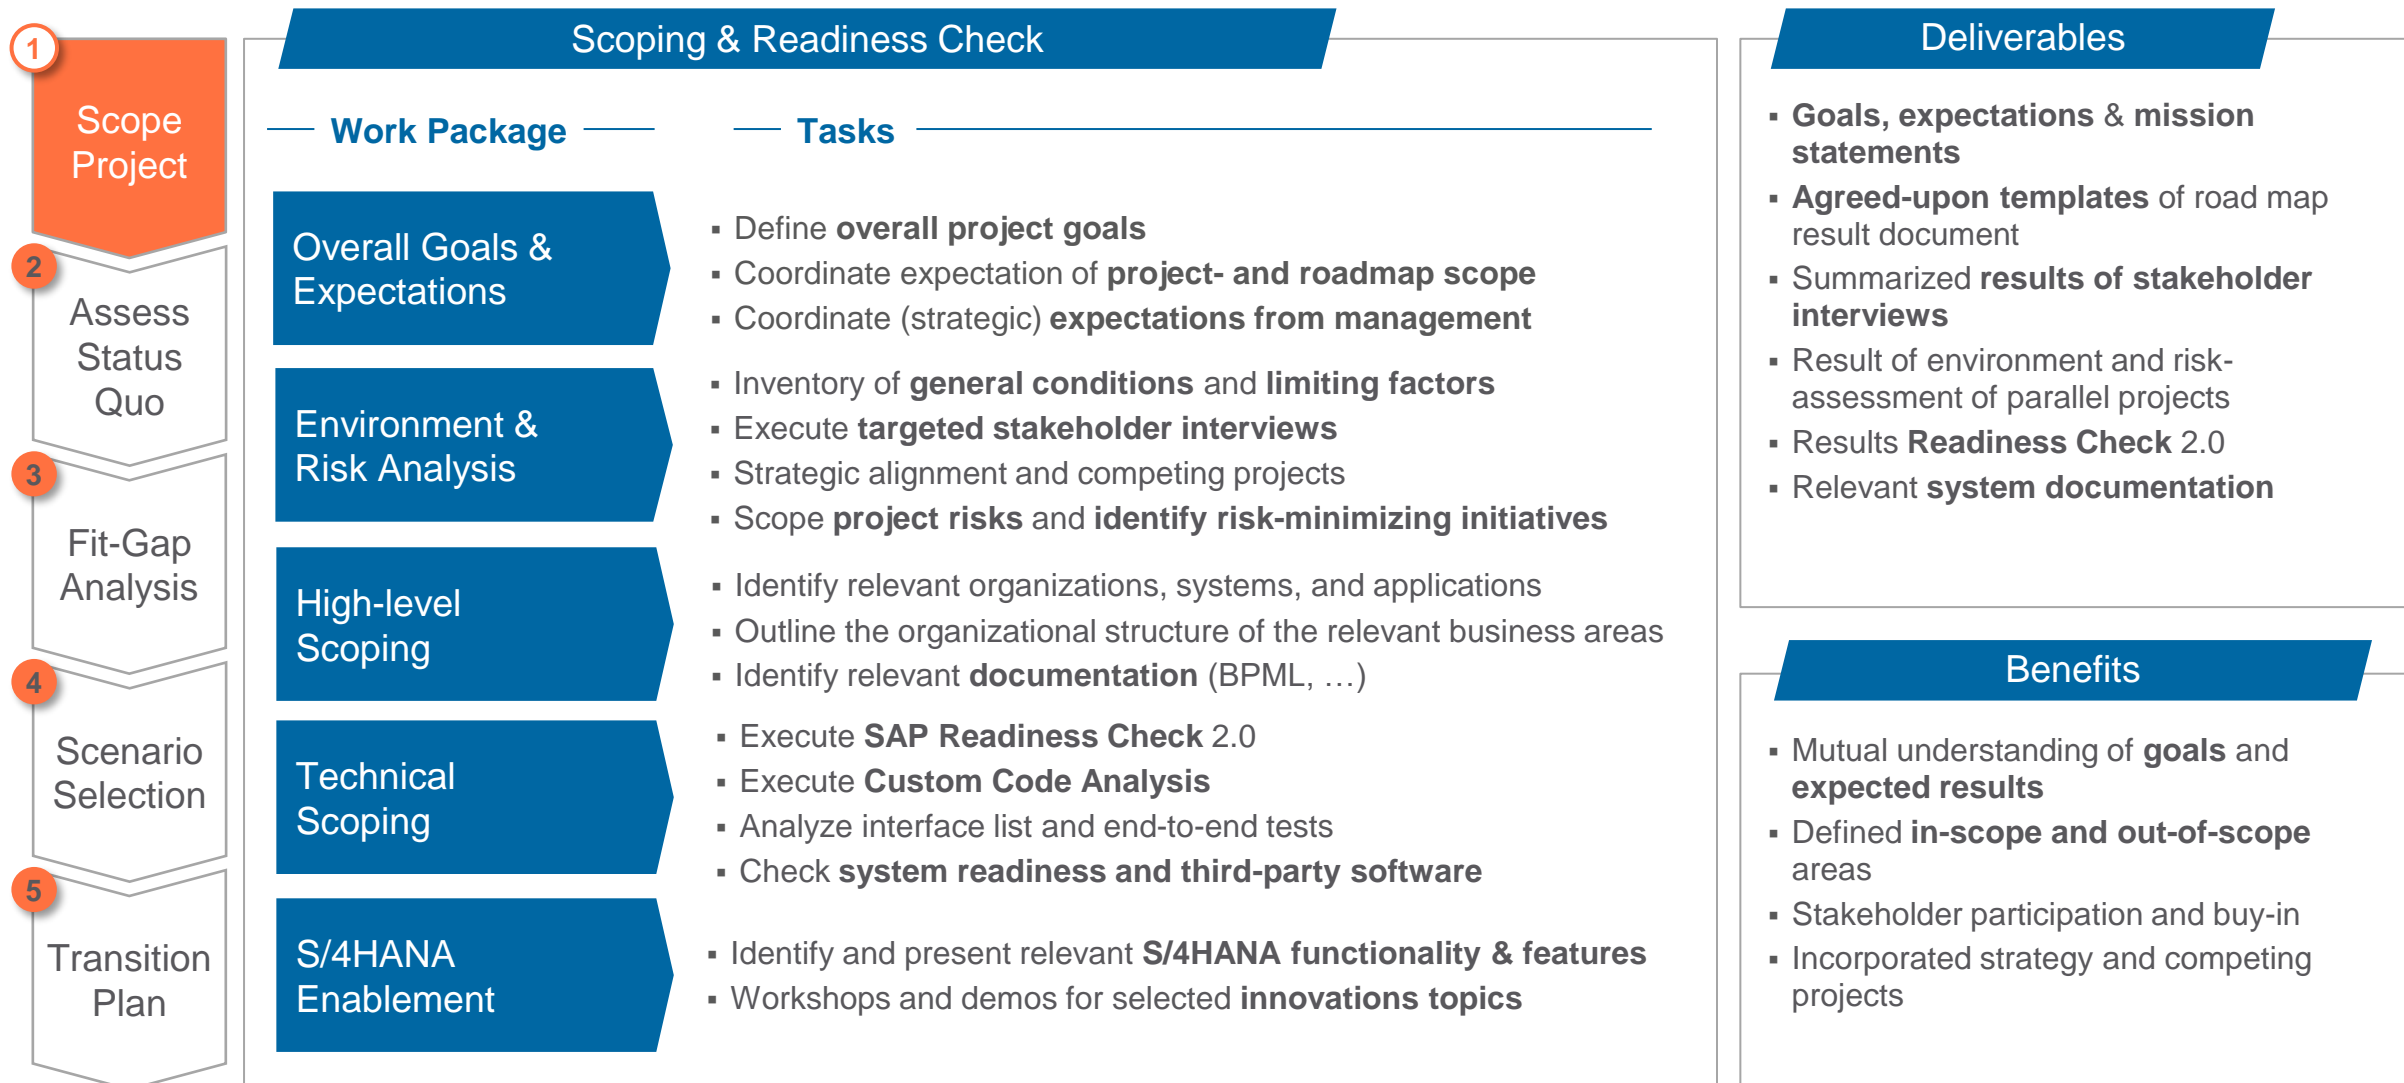 1
Scope
Project
2
Assess
Status
Quo
3
Fit-Gap
Analysis
4
Scenario
Selection
5
Transition
Plan
Scoping & Readiness Check
Work Package
Tasks
Overall Goals &
Expectations
▪ Define overall project goals
▪ Coordinate expectation of project- and roadmap scope
▪ Coordinate (strategic) expectations from management
Environment &
Risk Analysis
▪ Inventory of general conditions and limiting factors
▪ Execute targeted stakeholder interviews
▪ Strategic alignment and competing projects
▪ Scope project risks and identify risk-minimizing initiatives
High-level
Scoping
▪ Identify relevant organizations, systems, and applications
▪ Outline the organizational structure of the relevant business areas
▪ Identify relevant documentation (BPML, …)
Technical
Scoping
▪ Execute SAP Readiness Check 2.0
▪ Execute Custom Code Analysis
▪ Analyze interface list and end-to-end tests
▪ Check system readiness and third-party software
S/4HANA
Enablement
▪ Identify and present relevant S/4HANA functionality & features
▪ Workshops and demos for selected innovations topics
Deliverables
▪ Goals, expectations & mission
statements
▪ Agreed-upon templates of road map
result document
▪ Summarized results of stakeholder
interviews
▪ Result of environment and risk-
assessment of parallel projects
▪ Results Readiness Check 2.0
▪ Relevant system documentation
Benefits
▪ Mutual understanding of goals and
expected results
▪ Defined in-scope and out-of-scope
areas
▪ Stakeholder participation and buy-in
▪ Incorporated strategy and competing
projects